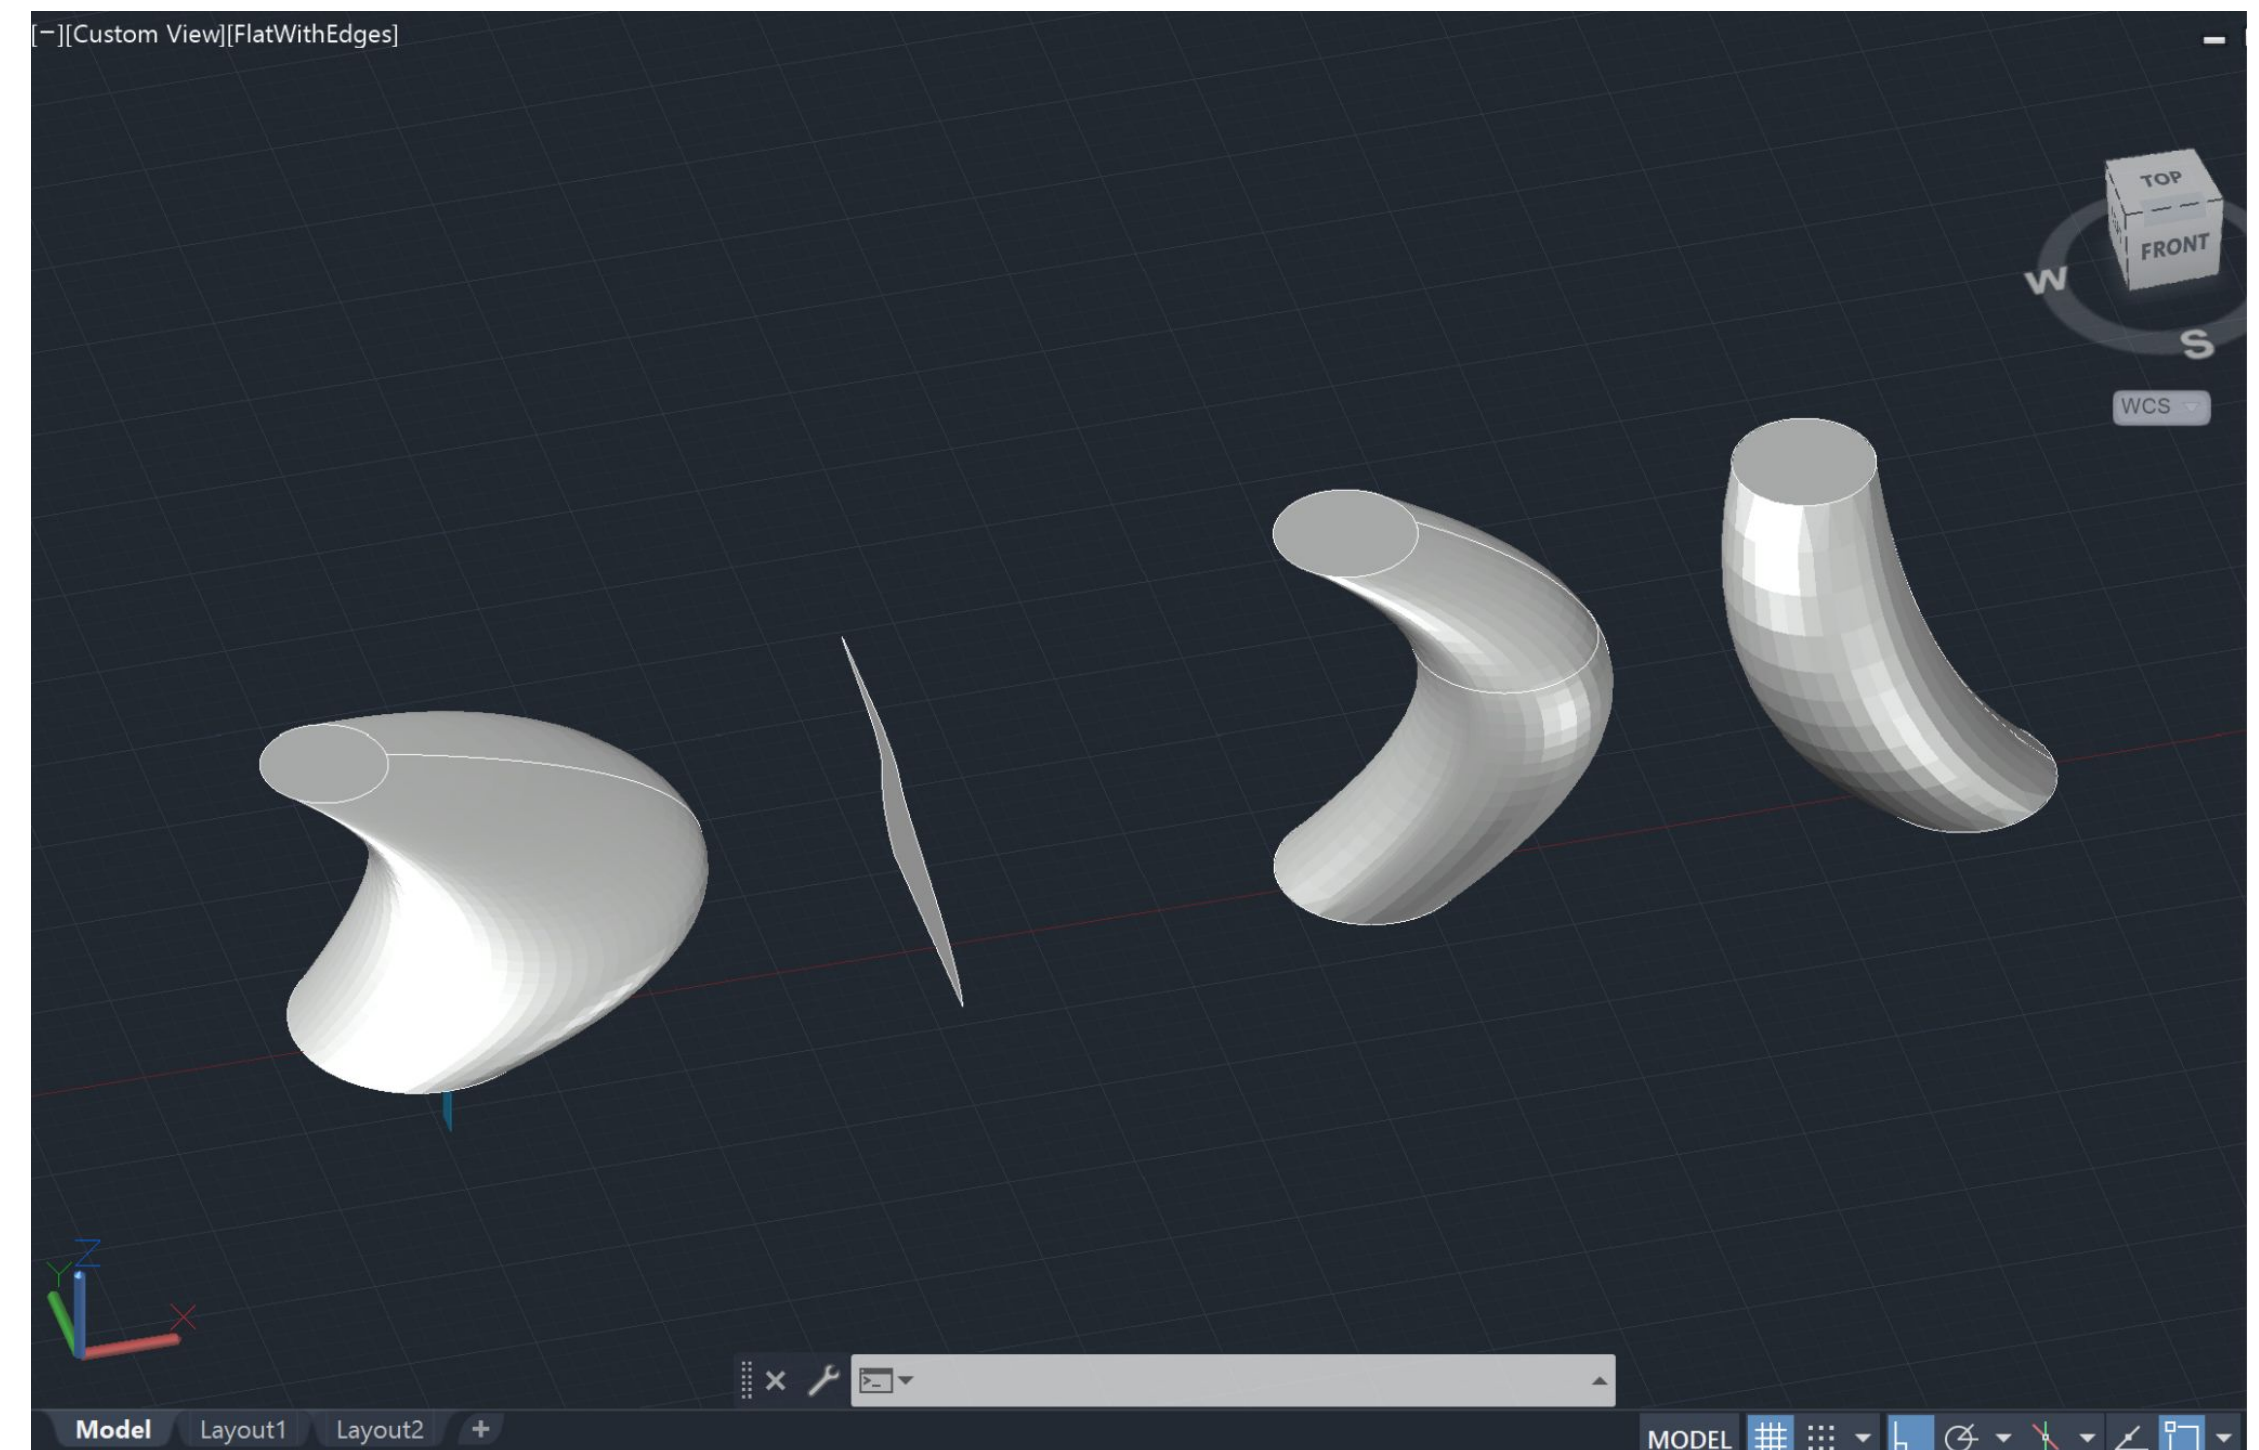 [−][Custom View][FlatWithEdges]
TOP
FRONT
W
S
WCS
Z
Y
X
Model Layout1 Layout2 +
MODEL